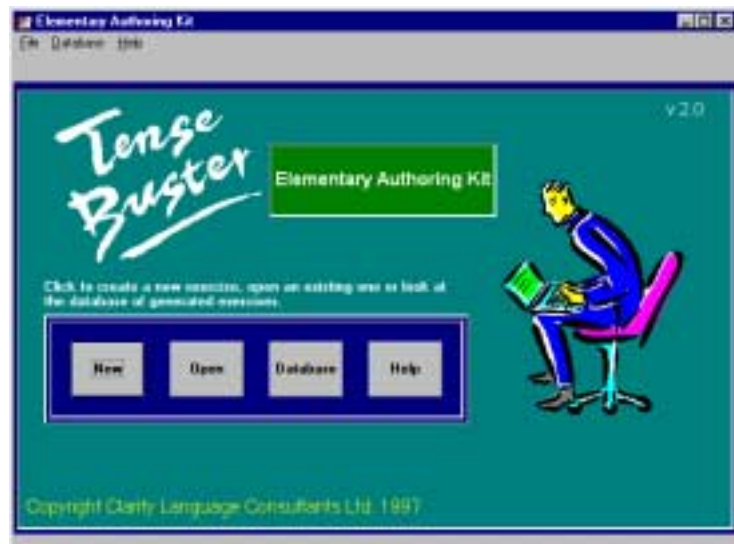 Elementary Authoring Kit
File Database Help
v 2.0
Tense
Buster
Elementary Authoring Kit
Click to create a new exercise, open an existing one or look at
the database of generated exercises.
New Open Database Help
Copyright Clarity Language Consultants Ltd. 1997